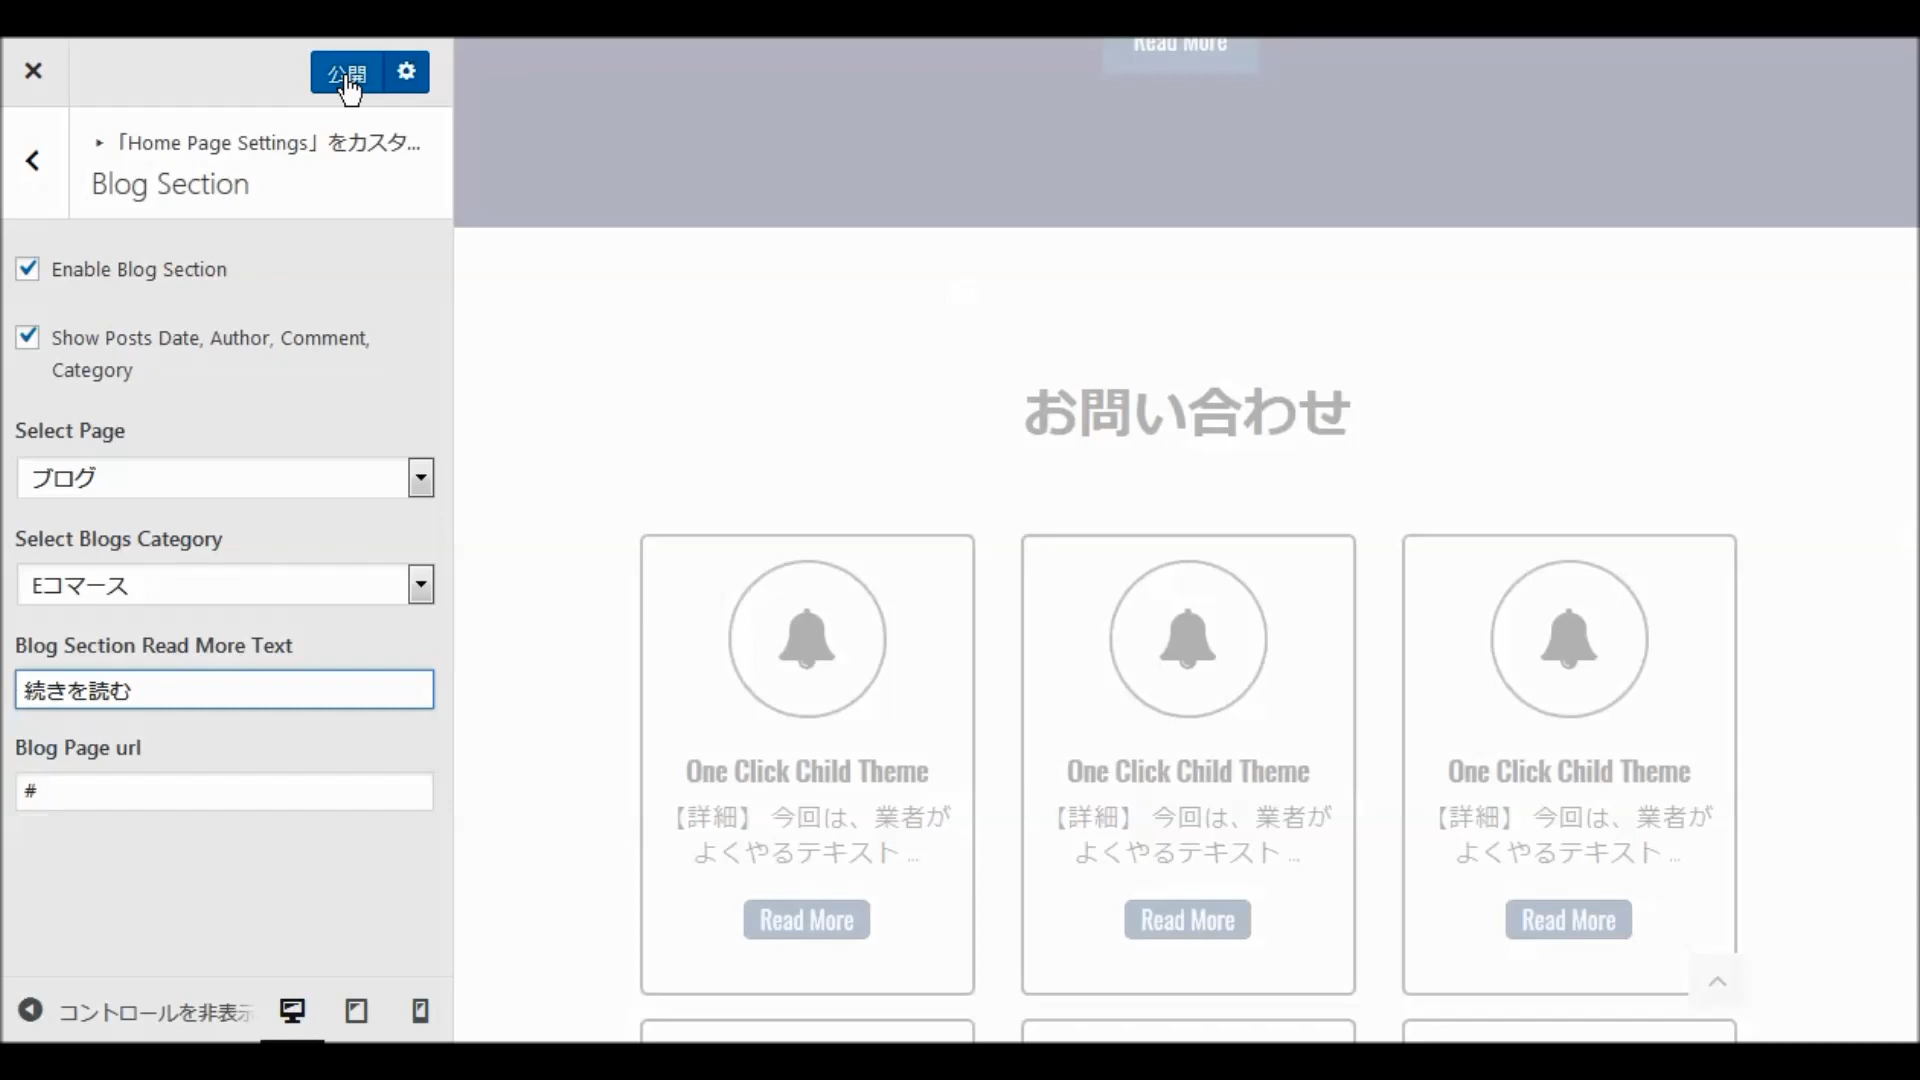 公開
「Home Page Settings」をカスタ...
Blog Section
Enable Blog Section
Show Posts Date, Author, Comment,
Category
Select Page
ブログ
Select Blogs Category
Eコマース
Blog Section Read More Text
続きを読む
Blog Page url
#
コントロールを非表示
Read More
お問い合わせ
One Click Child Theme
【詳細】 今回は、業者が
よくやるテキスト ...
Read More
One Click Child Theme
【詳細】 今回は、業者が
よくやるテキスト ...
Read More
One Click Child Theme
【詳細】 今回は、業者が
よくやるテキスト ...
Read More